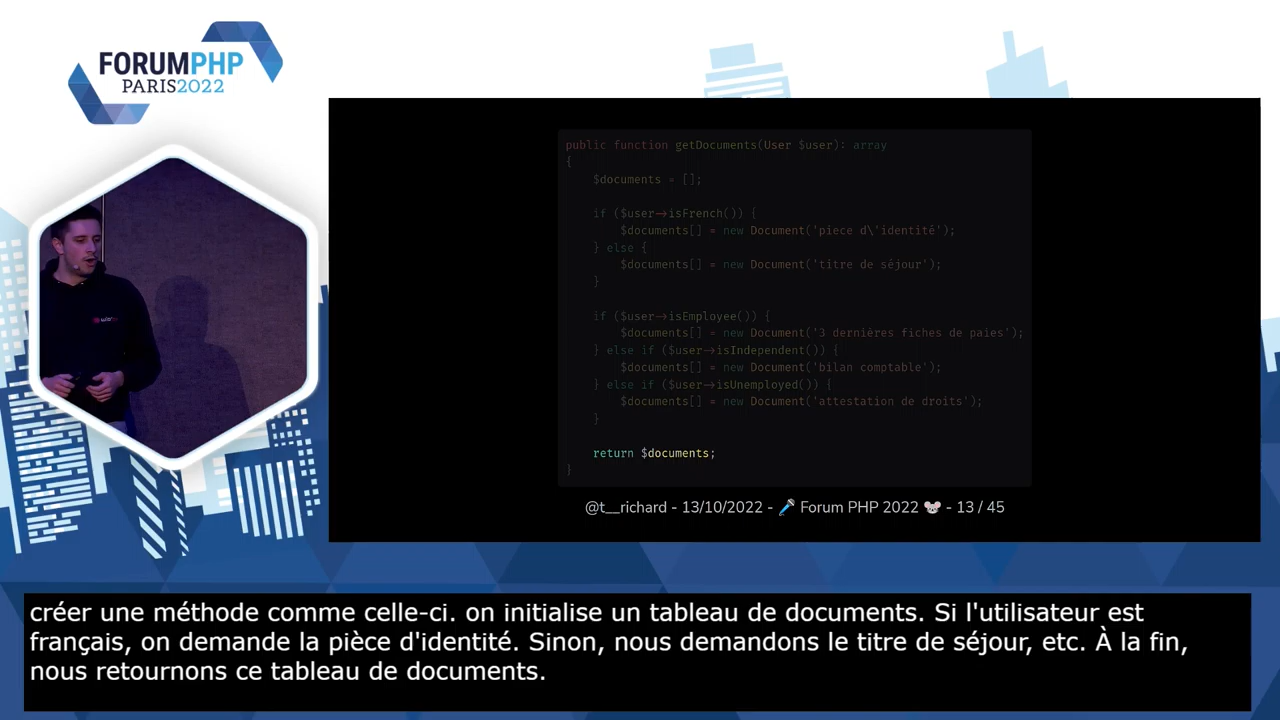 FORUMPHP
PARIS2022
public function getDocuments(User $user): array
{
$documents = [];
if ($user→isFrench()) {
$documents[] = new Document('piece d\'identité');
} else {
$documents[] = new Document('titre de séjour');
}
if ($user→isEmployee()) {
$documents[] = new Document('3 dernières fiches de paies');
} else if ($user→isIndependent()) {
$documents[] = new Document('bilan comptable');
} else if ($user→isUnemployed()) {
$documents[] = new Document('attestation de droits');
}
return $documents;
}
@t__richard - 13/10/2022 - 🎤 Forum PHP 2022 🐭 - 13 / 45
créer une méthode comme celle-ci. on initialise un tableau de documents. Si l'utilisateur est
français, on demande la pièce d'identité. Sinon, nous demandons le titre de séjour, etc. À la fin,
nous retournons ce tableau de documents.